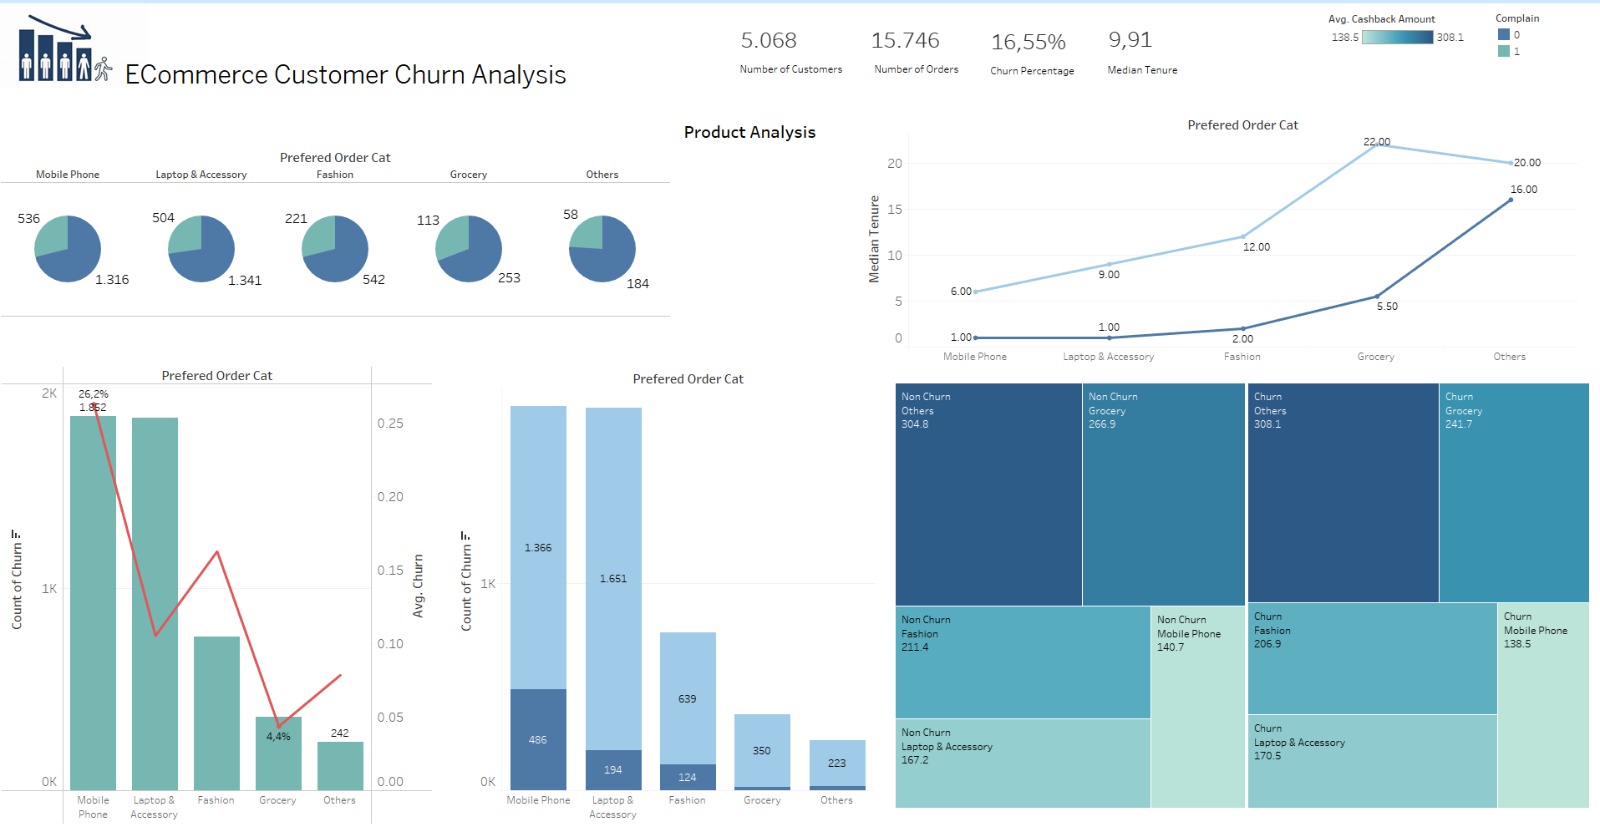 ECommerce Customer Churn Analysis
5.068
Number of Customers
15.746
Number of Orders
16,55%
Churn Percentage
9,91
Median Tenure
Avg. Cashback Amount
138.5
308.1
Complain
0
1
Product Analysis
Prefered Order Cat
Mobile Phone
Laptop & Accessory
Fashion
Grocery
Others
536
1.316
504
1.341
221
542
113
253
58
184
Prefered Order Cat
Median Tenure
20
15
10
5
0
6.00
9.00
12.00
22.00
20.00
1.00
1.00
2.00
5.50
16.00
Mobile Phone
Laptop & Accessory
Fashion
Grocery
Others
Prefered Order Cat
Count of Churn
2K
1K
0K
26,2%
1.852
4,4%
242
0.25
0.20
0.15
0.10
0.05
0.00
Avg. Churn
Mobile
Phone
Laptop &
Accessory
Fashion
Grocery
Others
Prefered Order Cat
Count of Churn
1K
0K
1.366
486
1.651
194
639
124
350
223
Mobile Phone
Laptop &
Accessory
Fashion
Grocery
Others
Non Churn
Others
304.8
Non Churn
Grocery
266.9
Non Churn
Fashion
211.4
Non Churn
Mobile Phone
140.7
Non Churn
Laptop & Accessory
167.2
Churn
Others
308.1
Churn
Grocery
241.7
Churn
Fashion
206.9
Churn
Mobile Phone
138.5
Churn
Laptop & Accessory
170.5